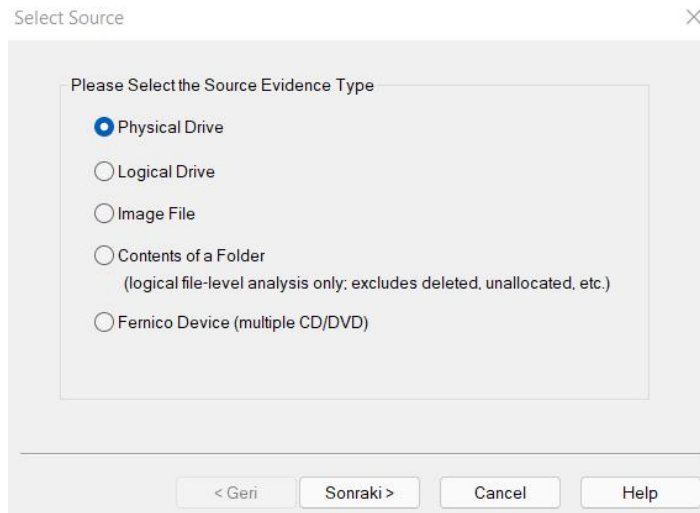 Select Source
Please Select the Source Evidence Type
Physical Drive
Logical Drive
Image File
Contents of a Folder
(logical file-level analysis only; excludes deleted, unallocated, etc.)
Fernico Device (multiple CD/DVD)
< Geri
Sonraki >
Cancel
Help